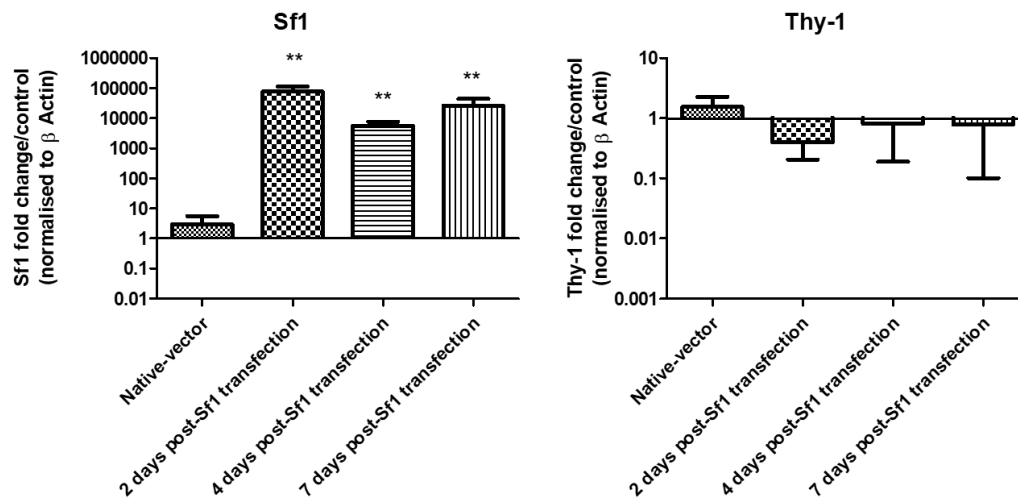 Sf1
Sf1 fold change/control
(normalised to β Actin)
1000000
100000
10000
1000
100
10
1
0.1
0.01
**
**
**
Native-vector
2 days post-Sf1 transfection
4 days post-Sf1 transfection
7 days post-Sf1 transfection
Thy-1
Thy-1 fold change/control
(normalised to β Actin)
10
1
0.1
0.01
0.001
Native-vector
2 days post-Sf1 transfection
4 days post-Sf1 transfection
7 days post-Sf1 transfection